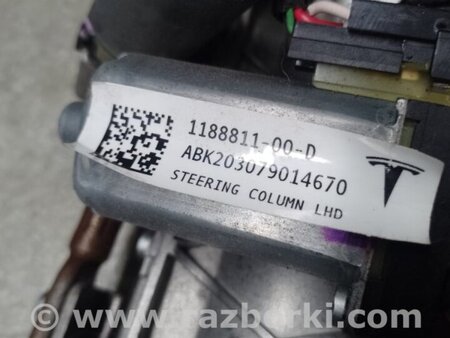 1188811-00-D
ABK203079014670
STEERING COLUMN LHD
www.razborki.com